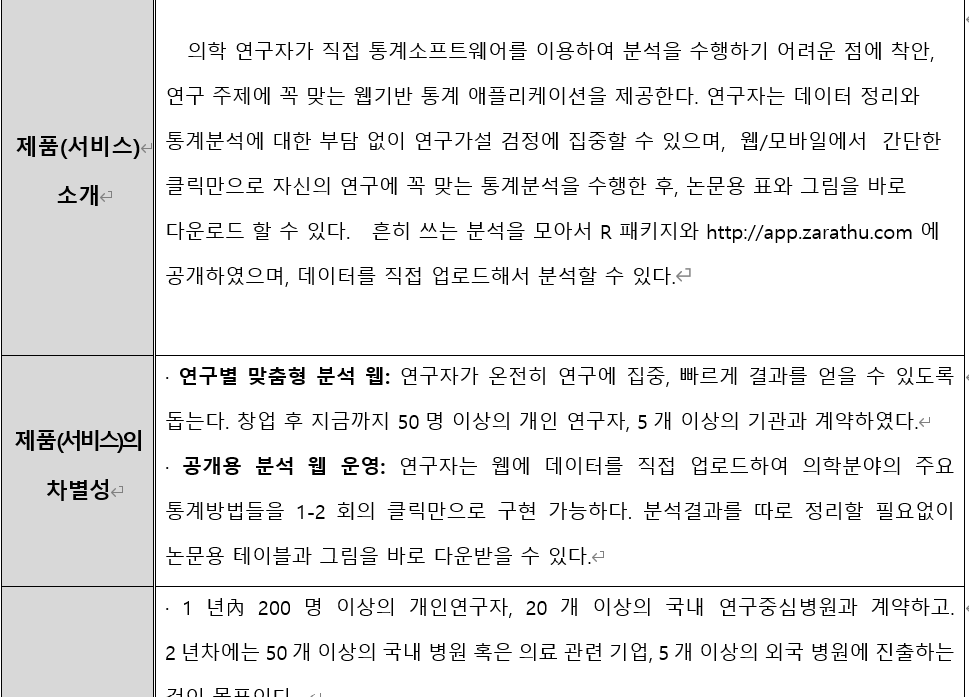 제품(서비스)
소개
의학 연구자가 직접 통계소프트웨어를 이용하여 분석을 수행하기 어려운 점에 착안,
연구 주제에 꼭 맞는 웹기반 통계 애플리케이션을 제공한다. 연구자는 데이터 정리와
통계분석에 대한 부담 없이 연구가설 검정에 집중할 수 있으며, 웹/모바일에서 간단한
클릭만으로 자신의 연구에 꼭 맞는 통계분석을 수행한 후, 논문용 표와 그림을 바로
다운로드 할 수 있다. 흔히 쓰는 분석을 모아서 R 패키지와 http://app.zarathu.com 에
공개하였으며, 데이터를 직접 업로드해서 분석할 수 있다.
제품(서비스)의
차별성
· 연구별 맞춤형 분석 웹: 연구자가 온전히 연구에 집중, 빠르게 결과를 얻을 수 있도록
돕는다. 창업 후 지금까지 50 명 이상의 개인 연구자, 5 개 이상의 기관과 계약하였다.
· 공개용 분석 웹 운영: 연구자는 웹에 데이터를 직접 업로드하여 의학분야의 주요
통계방법들을 1-2 회의 클릭만으로 구현 가능하다. 분석결과를 따로 정리할 필요없이
논문용 테이블과 그림을 바로 다운받을 수 있다.
· 1 년內 200 명 이상의 개인연구자, 20 개 이상의 국내 연구중심병원과 계약하고.
2 년차에는 50 개 이상의 국내 병원 혹은 의료 관련 기업, 5 개 이상의 외국 병원에 진출하는
것이 목표이다.